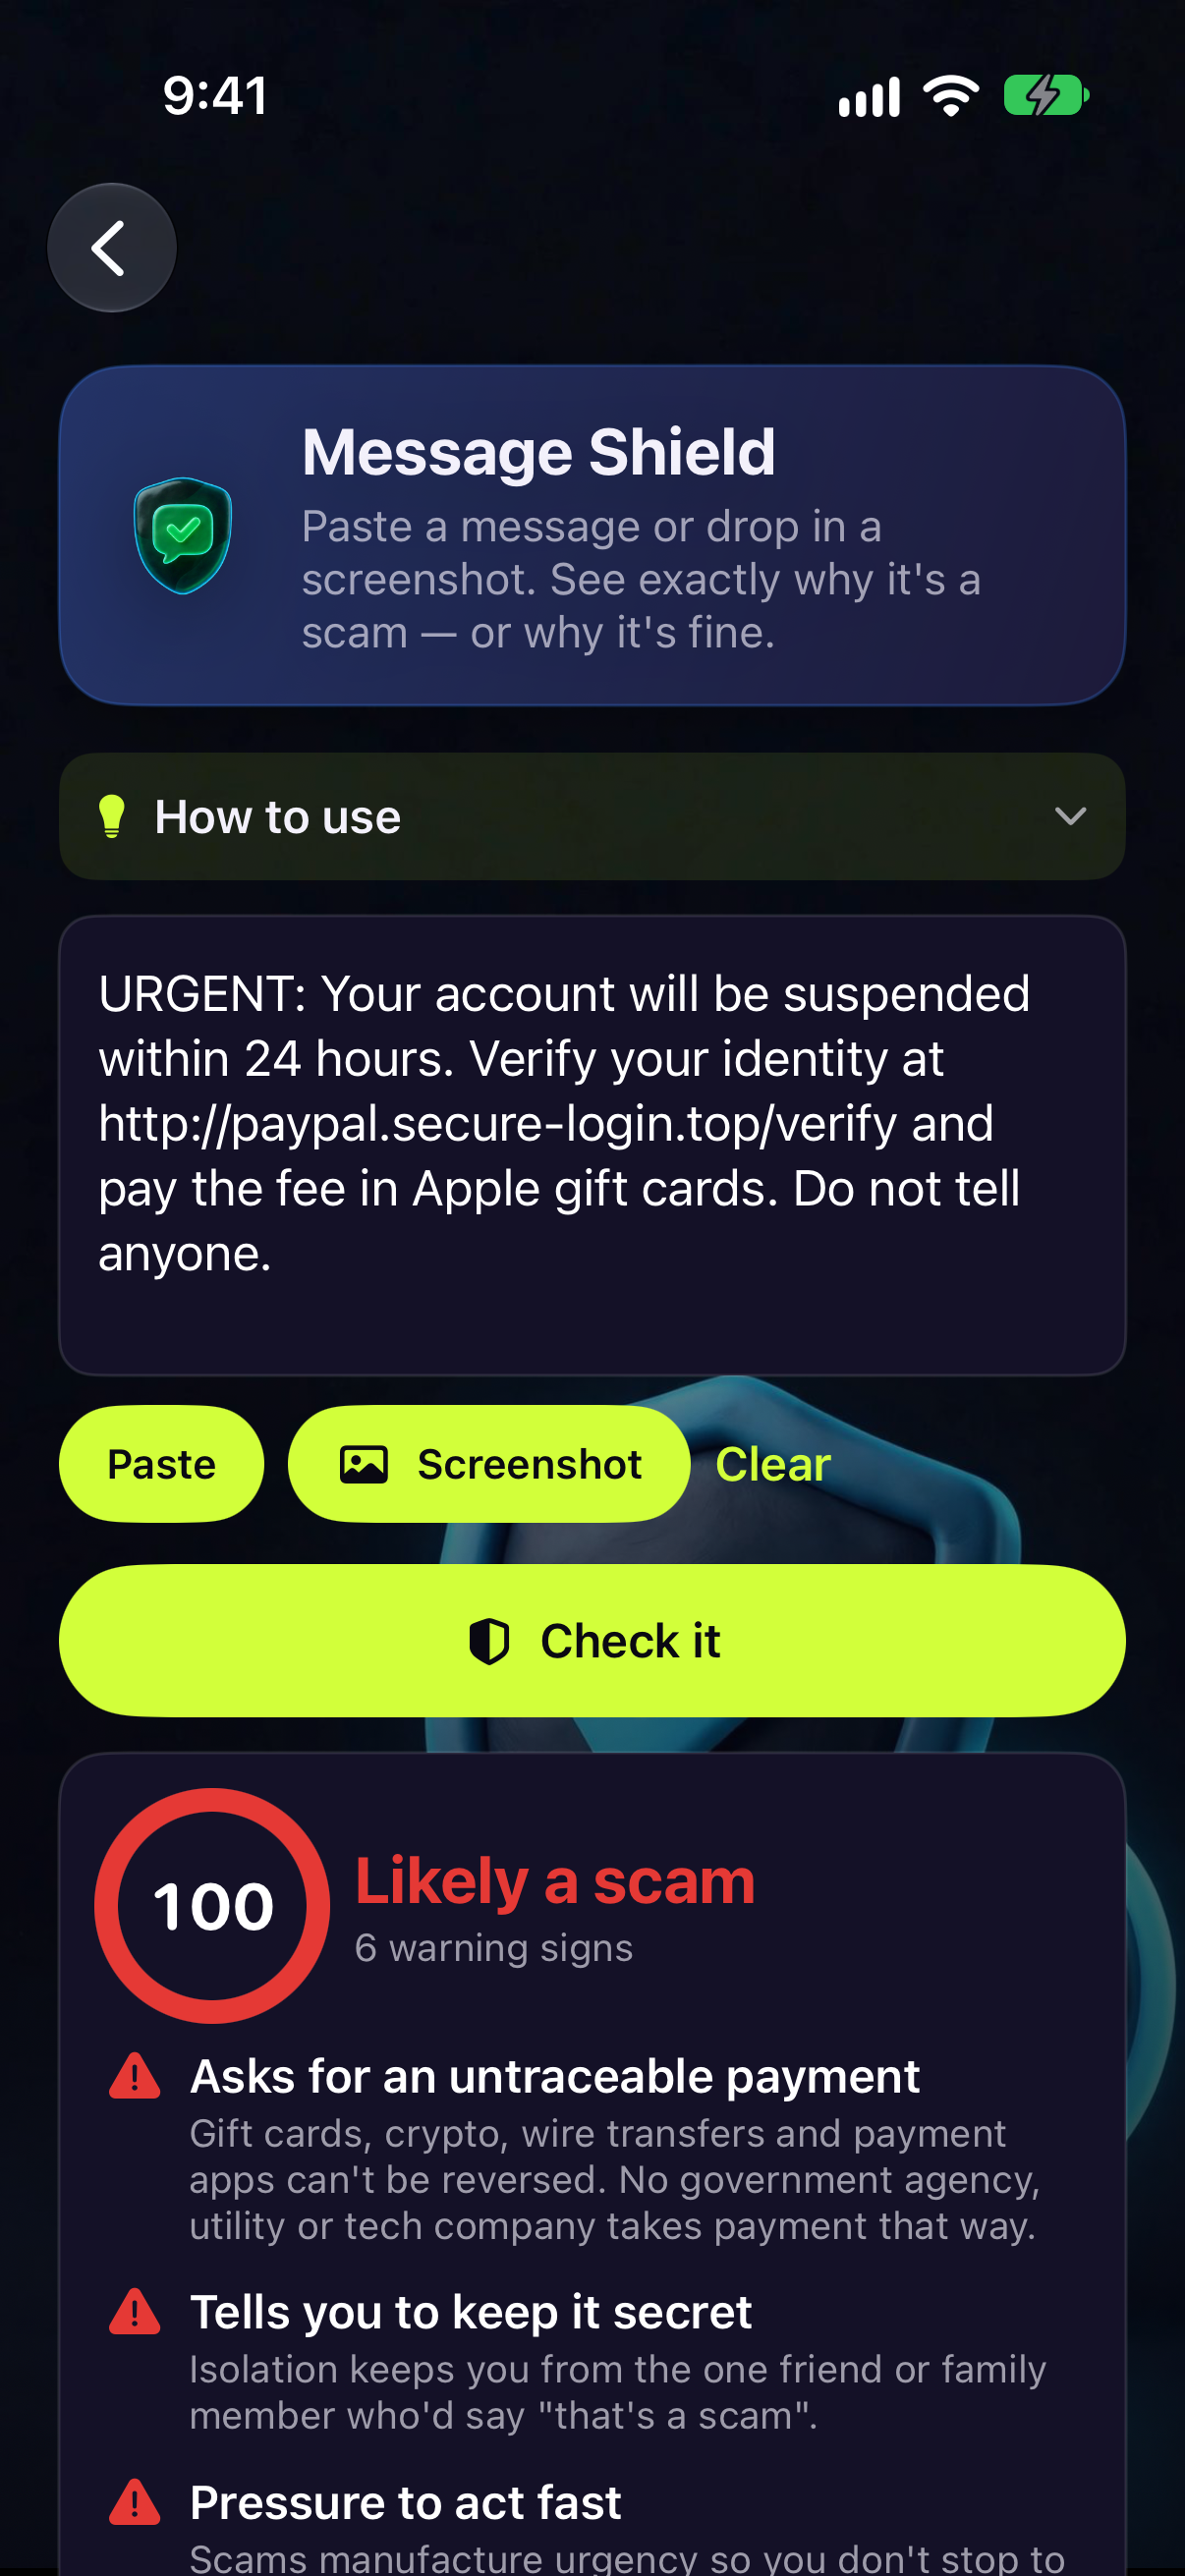 9:41
Message Shield
Paste a message or drop in a
screenshot. See exactly why it's a
scam — or why it's fine.
How to use
URGENT: Your account will be suspended
within 24 hours. Verify your identity at
http://paypal.secure-login.top/verify and
pay the fee in Apple gift cards. Do not tell
anyone.
Paste
Screenshot
Clear
Check it
100
Likely a scam
6 warning signs
Asks for an untraceable payment
Gift cards, crypto, wire transfers and payment
apps can't be reversed. No government agency,
utility or tech company takes payment that way.
Tells you to keep it secret
Isolation keeps you from the one friend or family
member who'd say "that's a scam".
Pressure to act fast
Scams manufacture urgency so you don't stop to